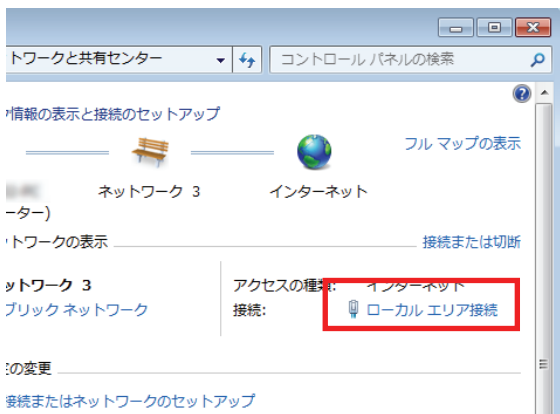 トワークと共有センター
コントロール パネルの検索
情報の表示と接続のセットアップ
フル マップの表示
ネットワーク 3
インターネット
ーター)
トワークの表示
接続または切断
ットワーク 3
ブリック ネットワーク
アクセスの種類:
インターネット
接続:
ローカル エリア接続
の変更
接続またはネットワークのセットアップ